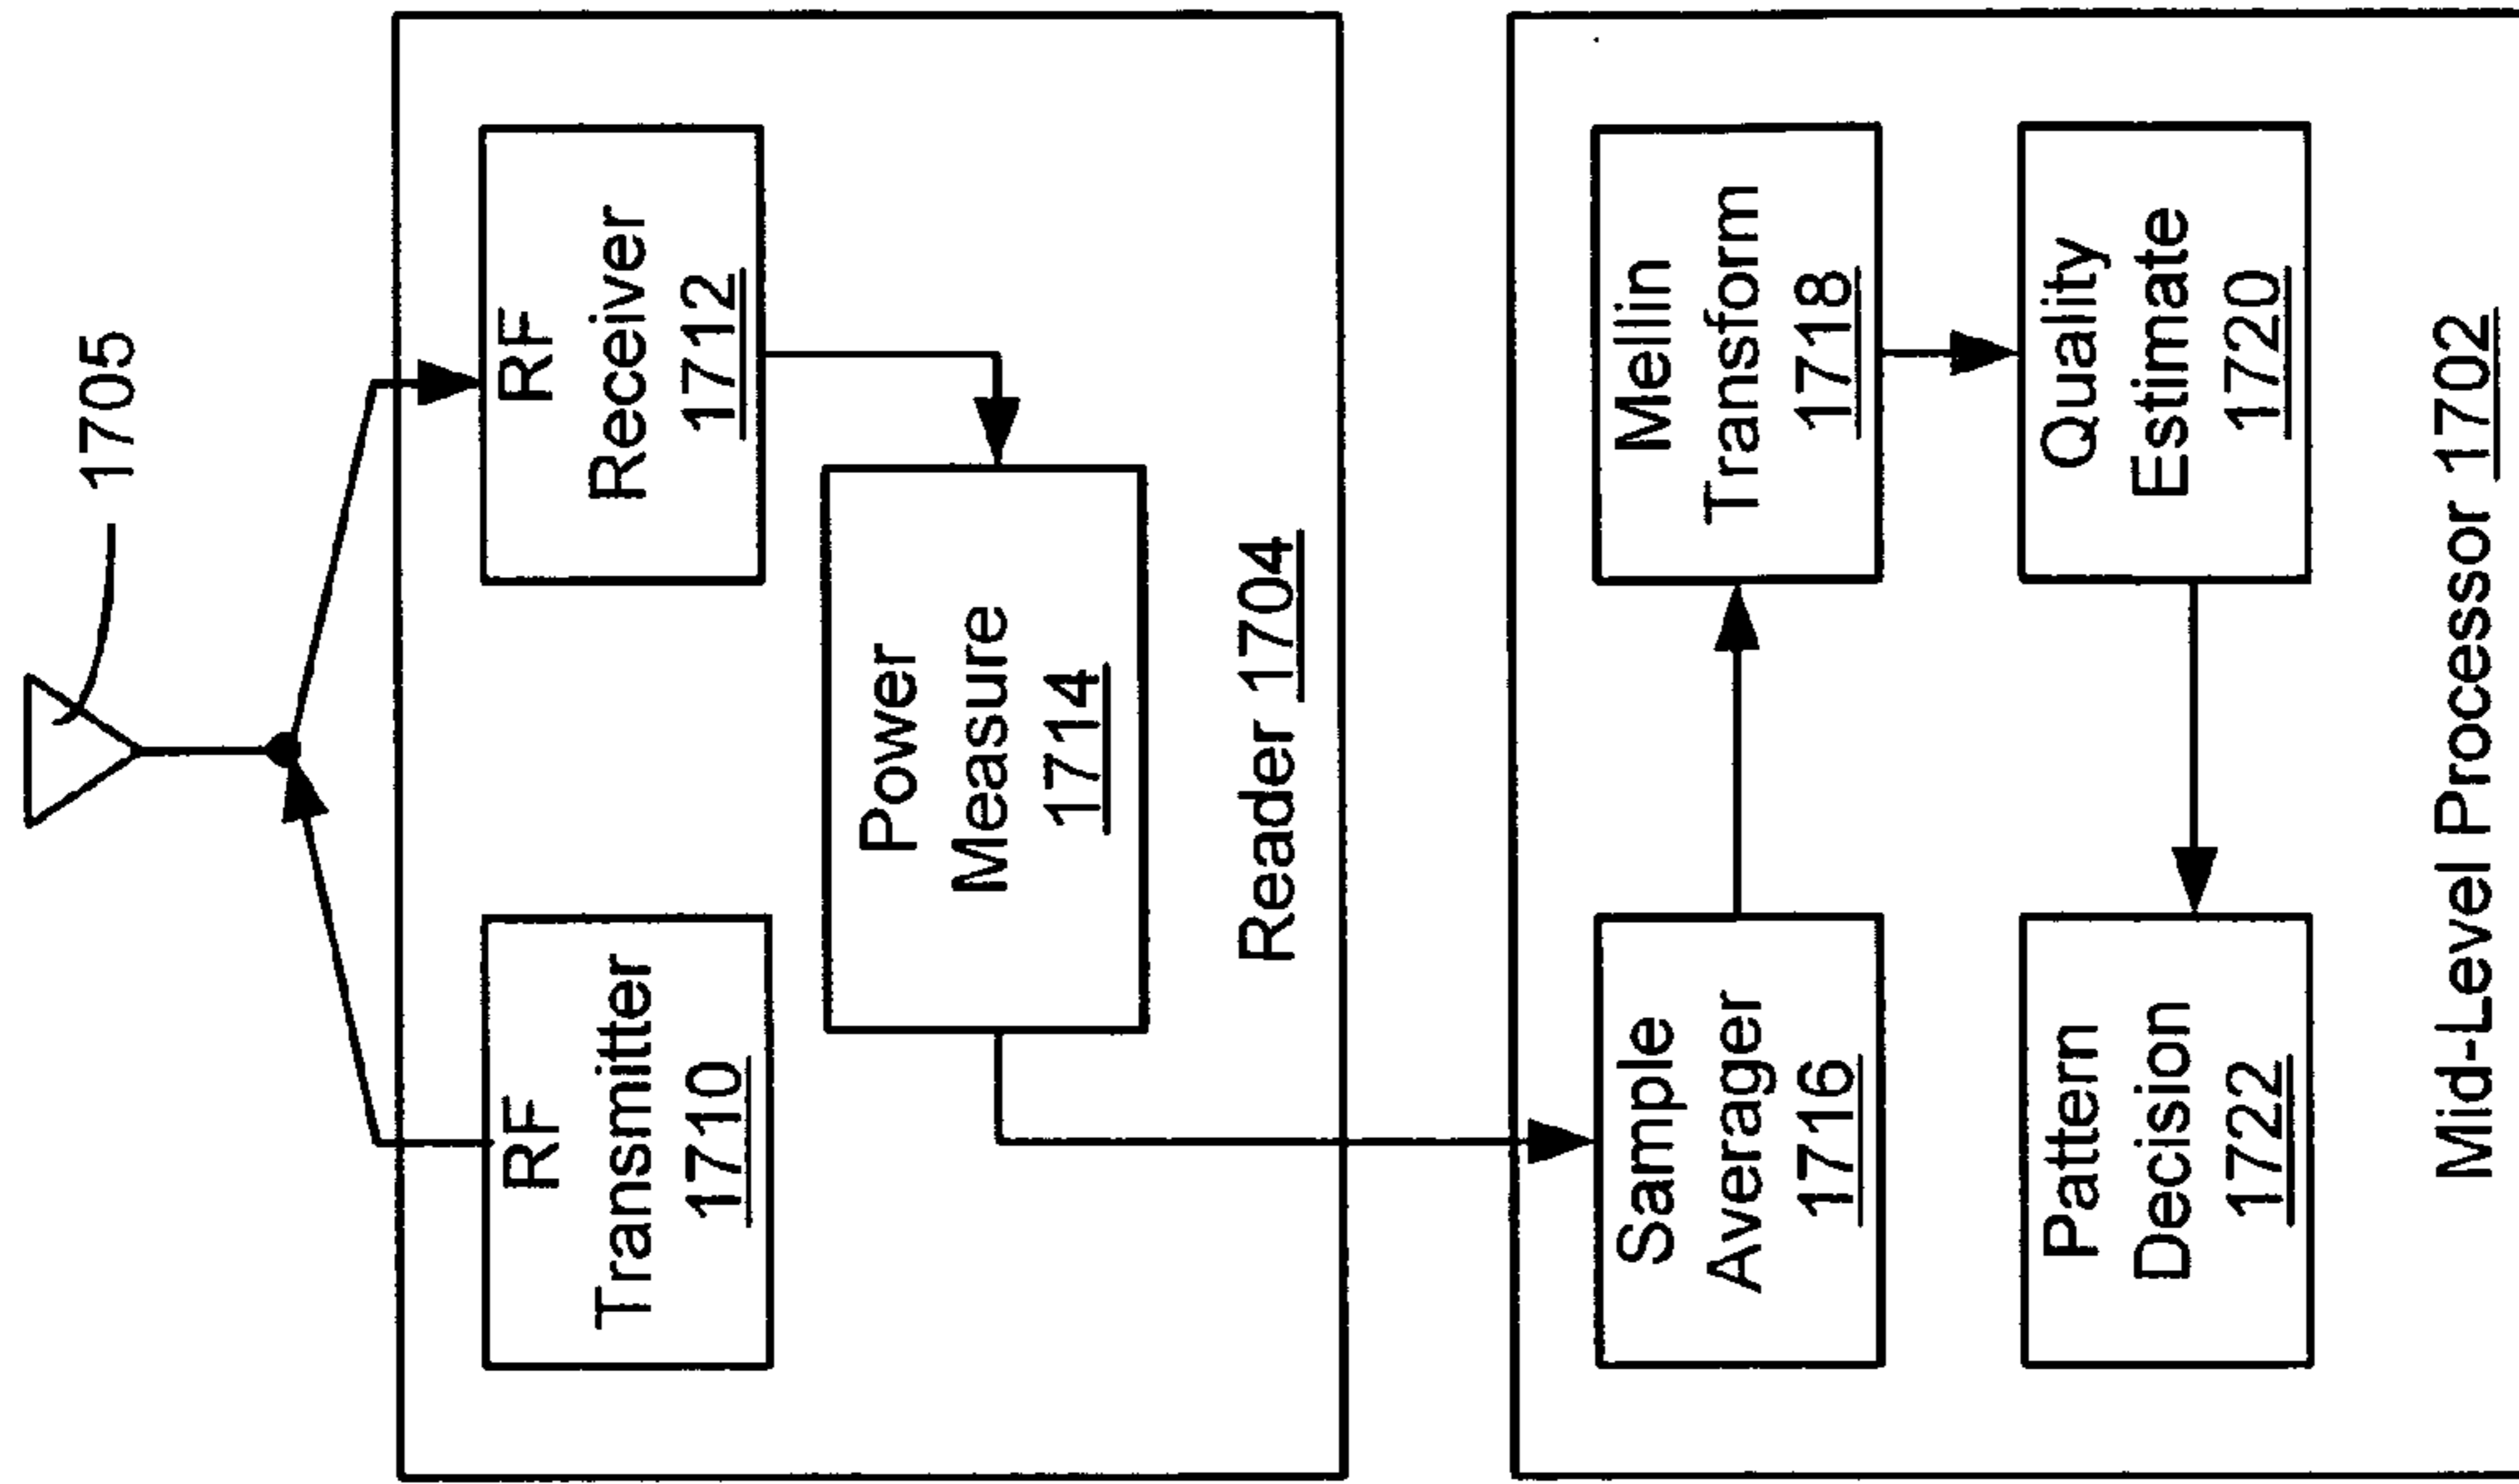 1705
RF
Transmitter
1710
RF
Receiver
1712
Power
Measure
1714
Reader 1704
Sample
Averager
1716
Mellin
Transform
1718
Pattern
Decision
1722
Quality
Estimate
1720
Mid-Level Processor 1702